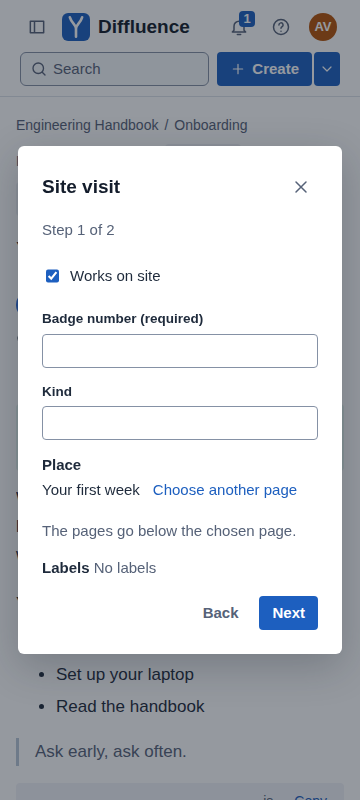 Diffluence
1
AV
Search
Create
Engineering Handbook / Onboarding
Site visit
Step 1 of 2
Works on site
Badge number (required)
Kind
Place
Your first week Choose another page
The pages go below the chosen page.
Labels No labels
Back Next
Set up your laptop
Read the handbook
Ask early, ask often.